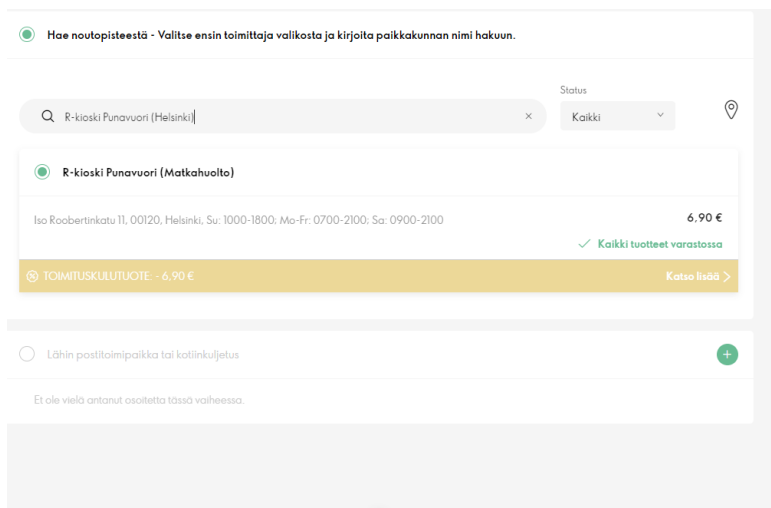 Hae noutopisteestä - Valitse ensin toimittaja valikosta ja kirjoita paikkakunnan nimi hakuun.
Status
R-kioski Punavuori (Helsinki)
Kaikki
R-kioski Punavuori (Matkahuolto)
Iso Roobertinkatu 11, 00120, Helsinki, Su: 1000-1800; Mo-Fr: 0700-2100; Sa: 0900-2100
6,90 €
Kaikki tuotteet varastossa
TOIMITUSKULUTUOTE: - 6,90 €
Katso lisää
Lähin postitoimipaikka tai kotiinkuljetus
Et ole vielä antanut osoitetta tässä vaiheessa.